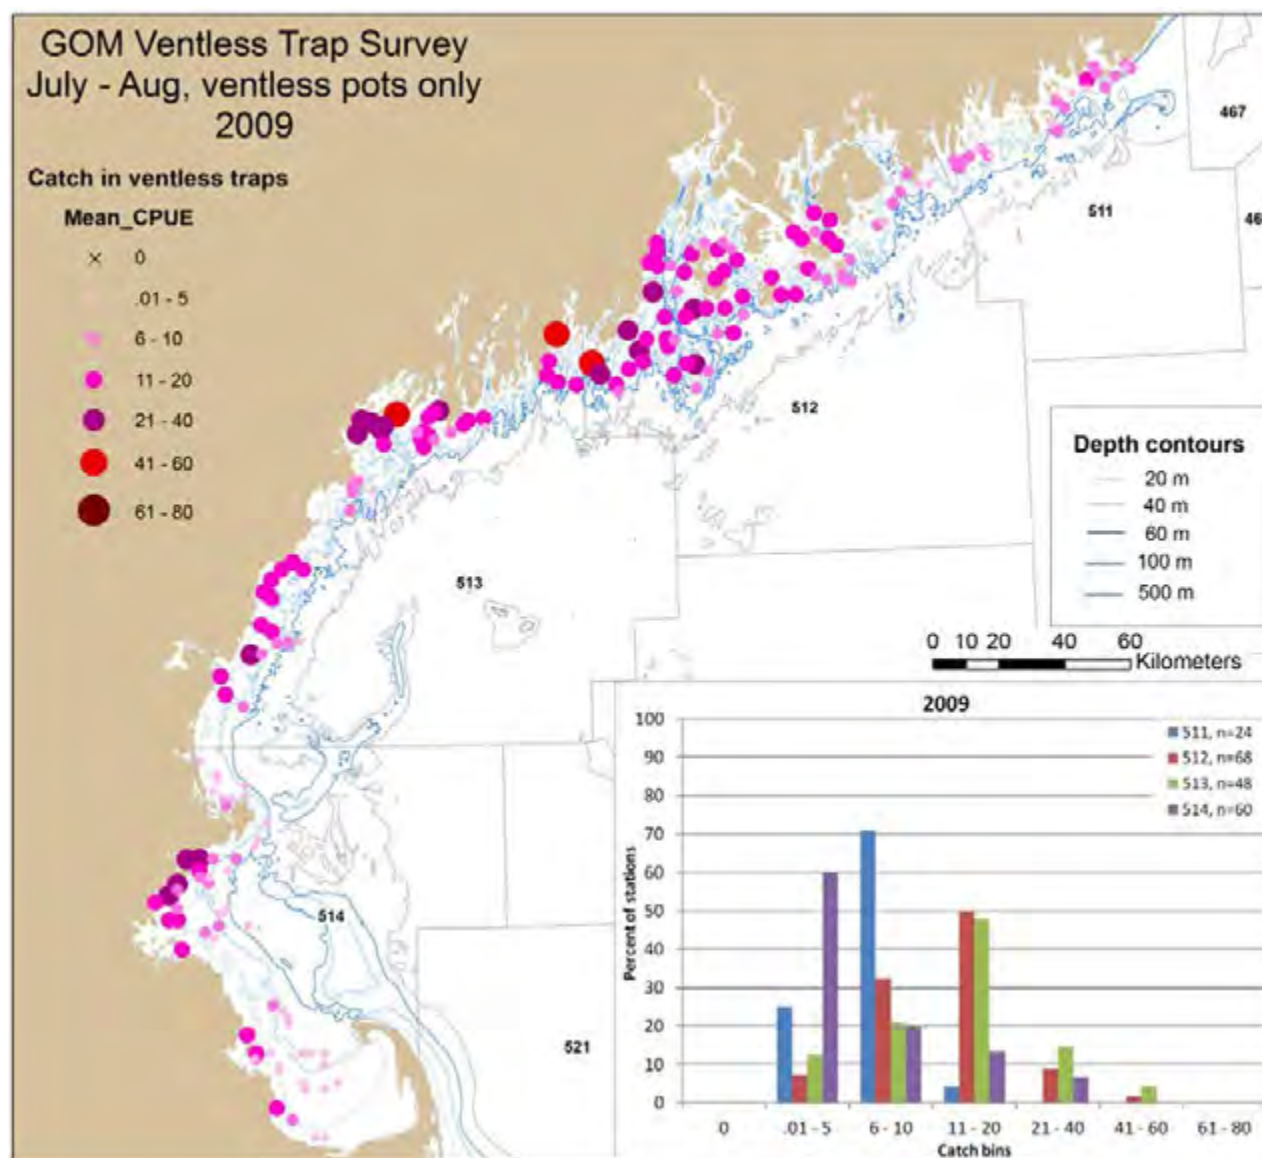 GOM Ventless Trap Survey
July - Aug, ventless pots only
2009
Catch in ventless traps
Mean_CPUE
0
.01 - 5
6 - 10
11 - 20
21 - 40
41 - 60
61 - 80
467
511
46
512
513
514
521
Depth contours
20 m
40 m
60 m
100 m
500 m
0 10 20 40 60
Kilometers
2009
Percent of stations
100
90
80
70
60
50
40
30
20
10
0
511, n=24
512, n=68
513, n=48
514, n=60
0 .01 - 5 6 - 10 11 - 20 21 - 40 41 - 60 61 - 80
Catch bins